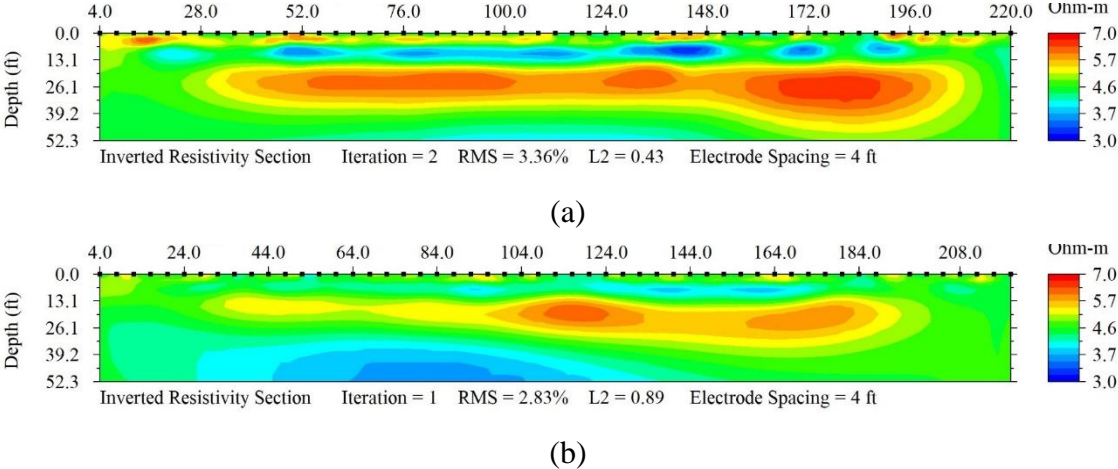 4.0 28.0 52.0 76.0 100.0 124.0 148.0 172.0 196.0 220.0 Ohm-m
0.0 7.0
13.1 5.7
Depth (ft) 26.1 4.6
39.2 3.7
52.3 3.0
Inverted Resistivity Section Iteration = 2 RMS = 3.36% L2 = 0.43 Electrode Spacing = 4 ft
(a)
4.0 24.0 44.0 64.0 84.0 104.0 124.0 144.0 164.0 184.0 208.0 Ohm-m
0.0 7.0
13.1 5.7
Depth (ft) 26.1 4.6
39.2 3.7
52.3 3.0
Inverted Resistivity Section Iteration = 1 RMS = 2.83% L2 = 0.89 Electrode Spacing = 4 ft
(b)